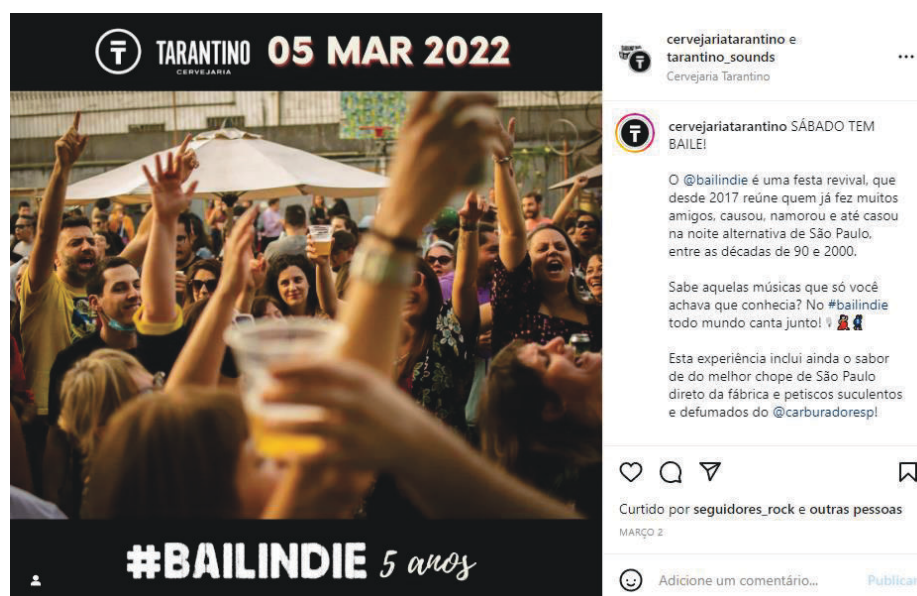 TARANTINO
CERVEJARIA
05 MAR 2022
#BAILINDIE 5 anos
cervejariatarantino e
tarantino_sounds
Cervejaria Tarantino
cervejariatarantino SÁBADO TEM
BAILE!
O @bailindie é uma festa revival, que
desde 2017 reúne quem já fez muitos
amigos, causou, namorou e até casou
na noite alternativa de São Paulo,
entre as décadas de 90 e 2000.
Sabe aquelas músicas que só você
achava que conhecia? No #bailindie
todo mundo canta junto!
Esta experiência inclui ainda o sabor
de do melhor chope de São Paulo
direto da fábrica e petiscos suculentos
e defumados do @carburadoresp!
Curtido por seguidores_rock e outras pessoas
MARÇO 2
Adicione um comentário... Publicar